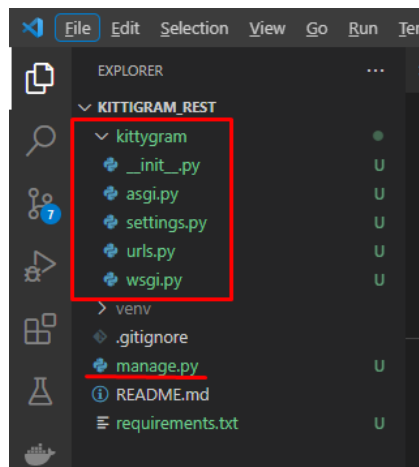 File Edit Selection View Go Run Ter
EXPLORER ...
KITTIGRAM_REST
kittygram
__init__.py U
asgi.py U
settings.py U
urls.py U
wsgi.py U
venv
.gitignore
manage.py U
README.md
requirements.txt U
7